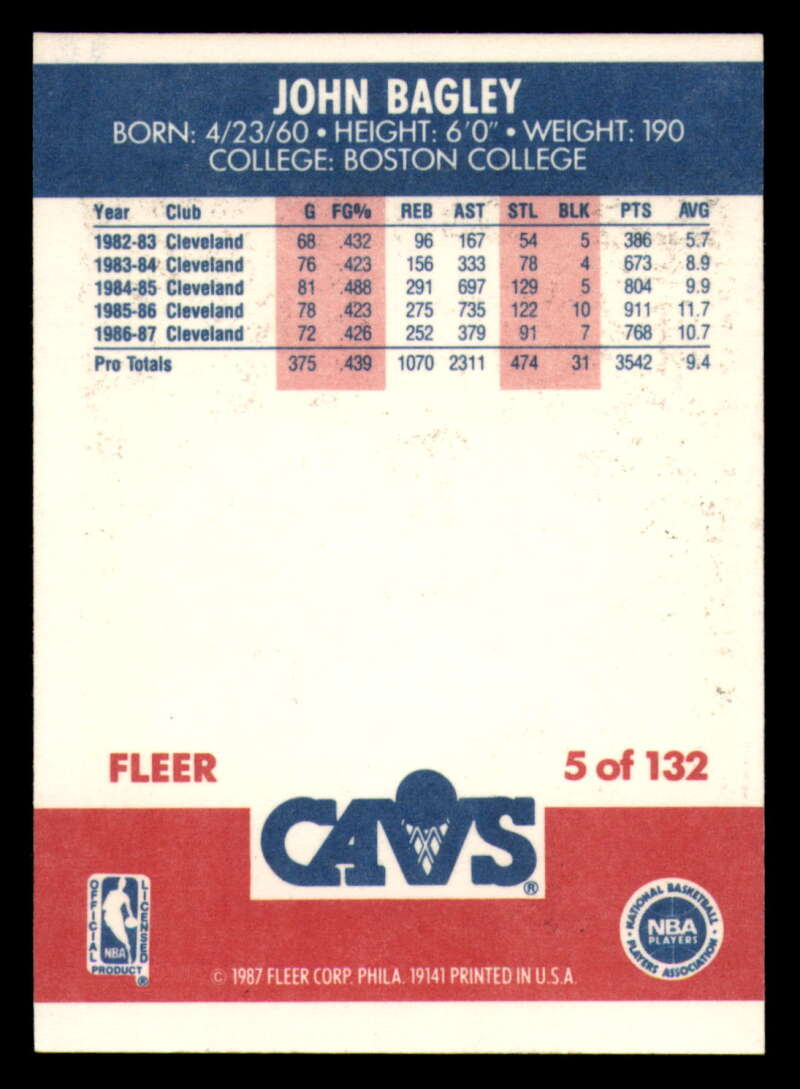 JOHN BAGLEY
BORN: 4/23/60 • HEIGHT: 6'0" • WEIGHT: 190
COLLEGE: BOSTON COLLEGE
Year Club G FG% REB AST STL BLK PTS AVG
1982-83 Cleveland 68 .432 96 167 54 5 386 5.7
1983-84 Cleveland 76 .423 156 333 78 4 673 8.9
1984-85 Cleveland 81 .488 291 697 129 5 804 9.9
1985-86 Cleveland 78 .423 275 735 122 10 911 11.7
1986-87 Cleveland 72 .426 252 379 91 7 768 10.7
Pro Totals 375 .439 1070 2311 474 31 3542 9.4
FLEER 5 of 132
CAVS ®
OFFICIAL LICENSED
NBA
PRODUCT ®
NATIONAL BASKETBALL
NBA
PLAYERS
PLAYERS ASSOCIATION
© 1987 FLEER CORP. PHILA. 19141 PRINTED IN U.S.A.